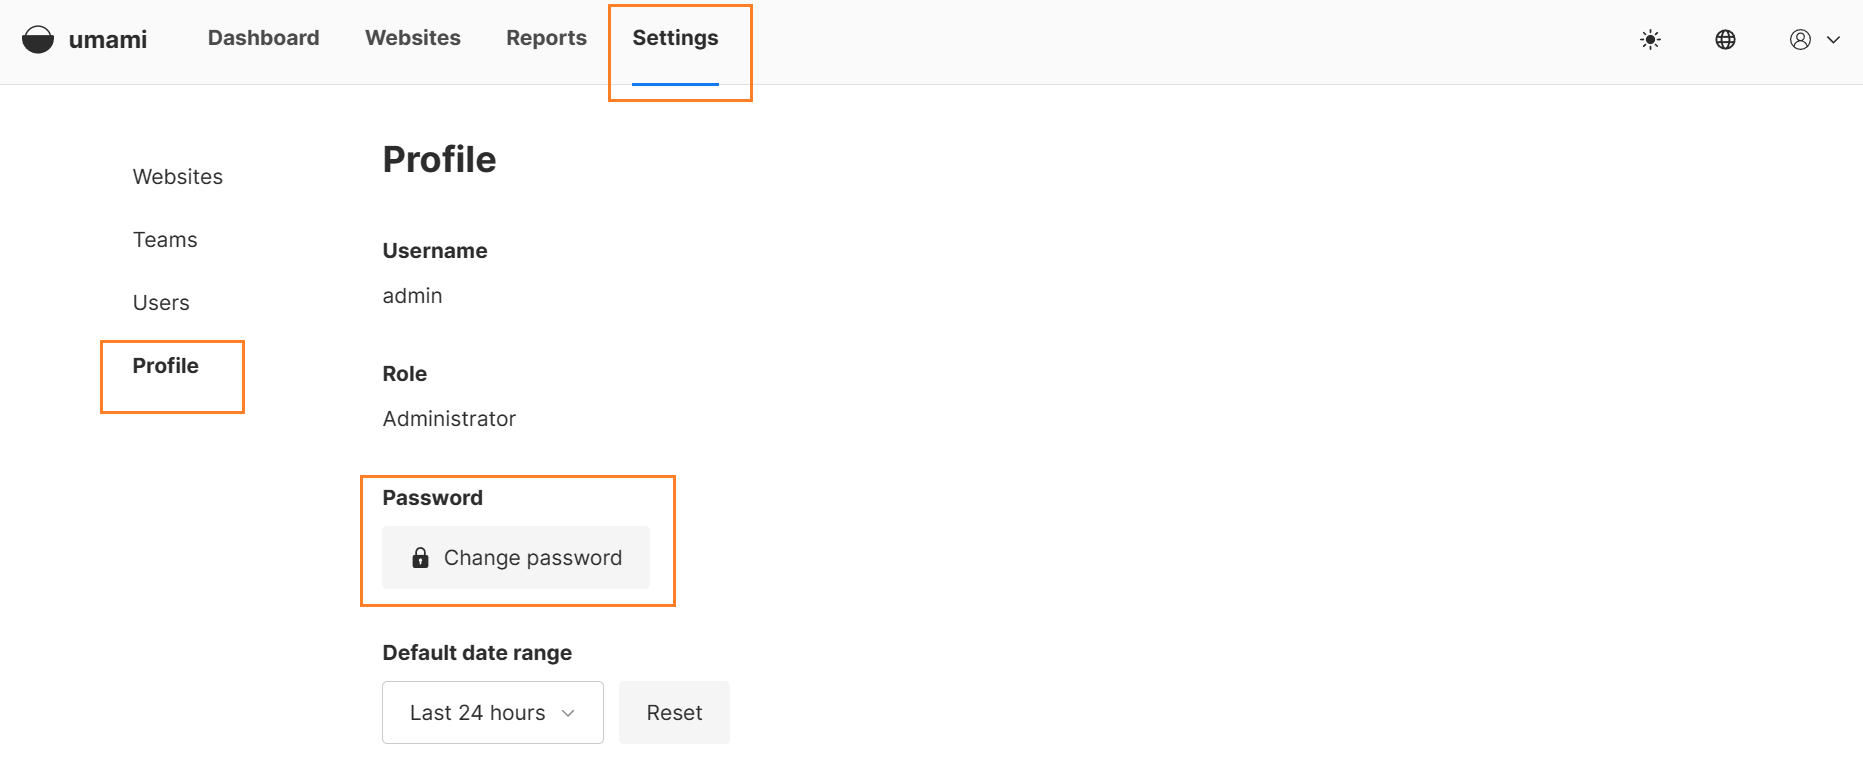 umami
Dashboard
Websites
Reports
Settings
Websites
Teams
Users
Profile
Profile
Username
admin
Role
Administrator
Password
Change password
Default date range
Last 24 hours
Reset